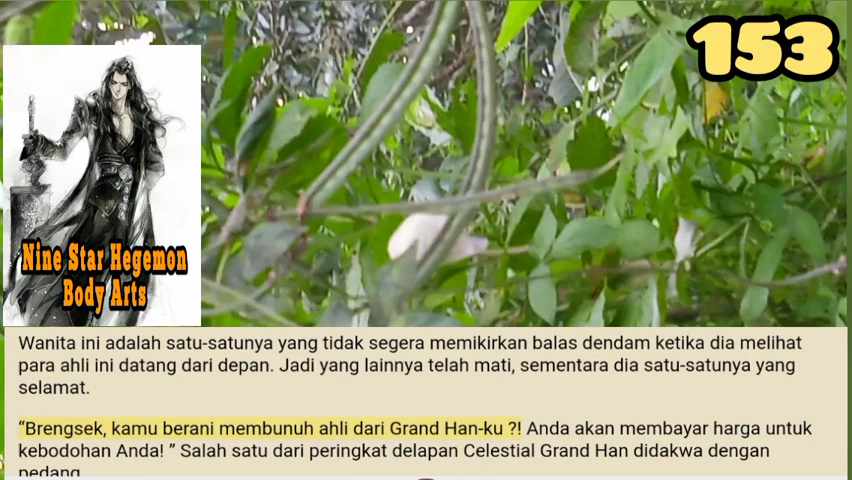 153
Nine Star Hegemon
Body Arts
Wanita ini adalah satu-satunya yang tidak segera memikirkan balas dendam ketika dia melihat
para ahli ini datang dari depan. Jadi yang lainnya telah mati, sementara dia satu-satunya yang
selamat.
“Brengsek, kamu berani membunuh ahli dari Grand Han-ku ?! Anda akan membayar harga untuk
kebodohan Anda! ” Salah satu dari peringkat delapan Celestial Grand Han didakwa dengan
pedang